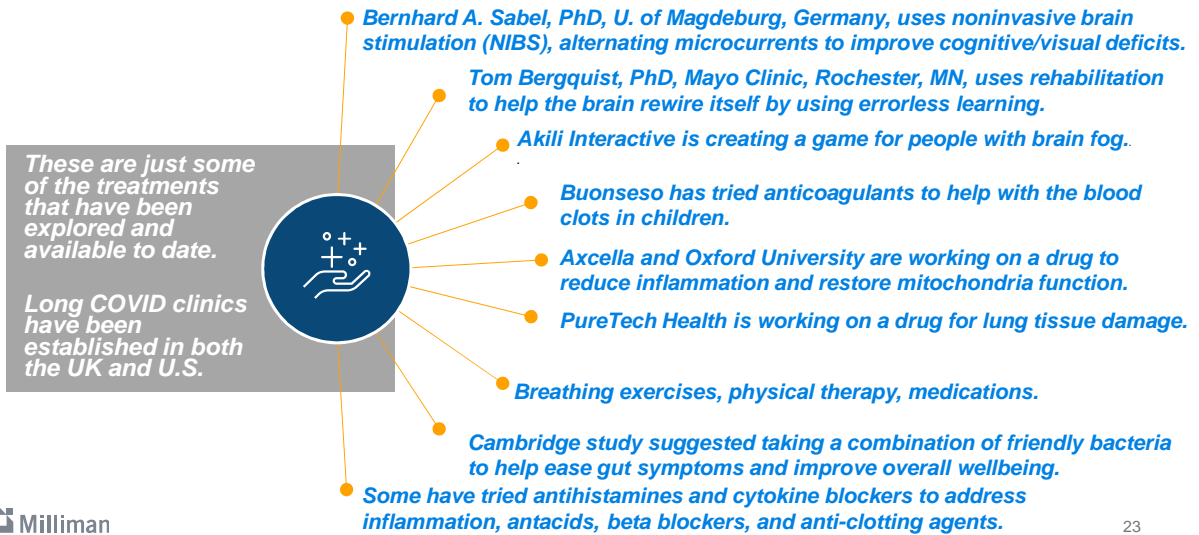 Bernhard A. Sabel, PhD, U. of Magdeburg, Germany, uses noninvasive brain
stimulation (NIBS), alternating microcurrents to improve cognitive/visual deficits.
Tom Bergquist, PhD, Mayo Clinic, Rochester, MN, uses rehabilitation
to help the brain rewire itself by using errorless learning.
Akili Interactive is creating a game for people with brain fog..
.
These are just some
of the treatments
that have been
explored and
available to date.
Long COVID clinics
have been
established in both
the UK and U.S.
Buonseso has tried anticoagulants to help with the blood
clots in children.
Axcella and Oxford University are working on a drug to
reduce inflammation and restore mitochondria function.
PureTech Health is working on a drug for lung tissue damage.
Breathing exercises, physical therapy, medications.
Cambridge study suggested taking a combination of friendly bacteria
to help ease gut symptoms and improve overall wellbeing.
Some have tried antihistamines and cytokine blockers to address
inflammation, antacids, beta blockers, and anti-clotting agents.
Milliman
23